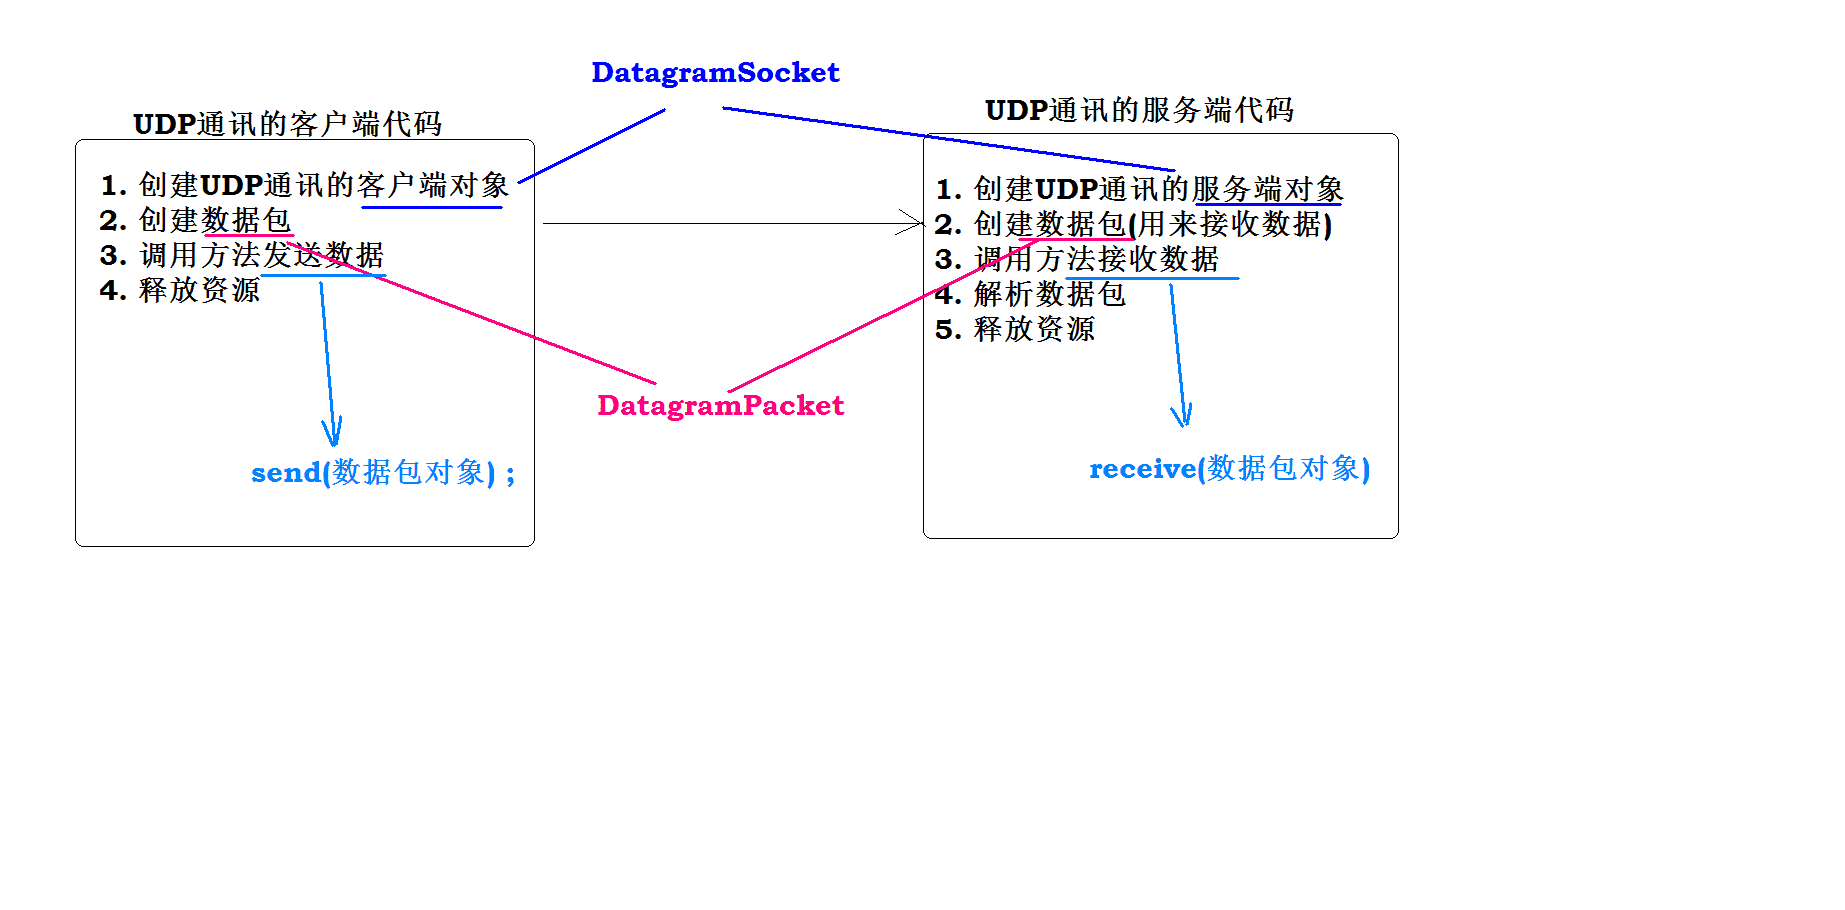 DatagramSocket
UDP通讯的客户端代码
1. 创建UDP通讯的客户端对象
2. 创建数据包
3. 调用方法发送数据
4. 释放资源
send(数据包对象) ;
DatagramPacket
UDP通讯的服务端代码
1. 创建UDP通讯的服务端对象
2. 创建数据包(用来接收数据)
3. 调用方法接收数据
4. 解析数据包
5. 释放资源
receive(数据包对象)